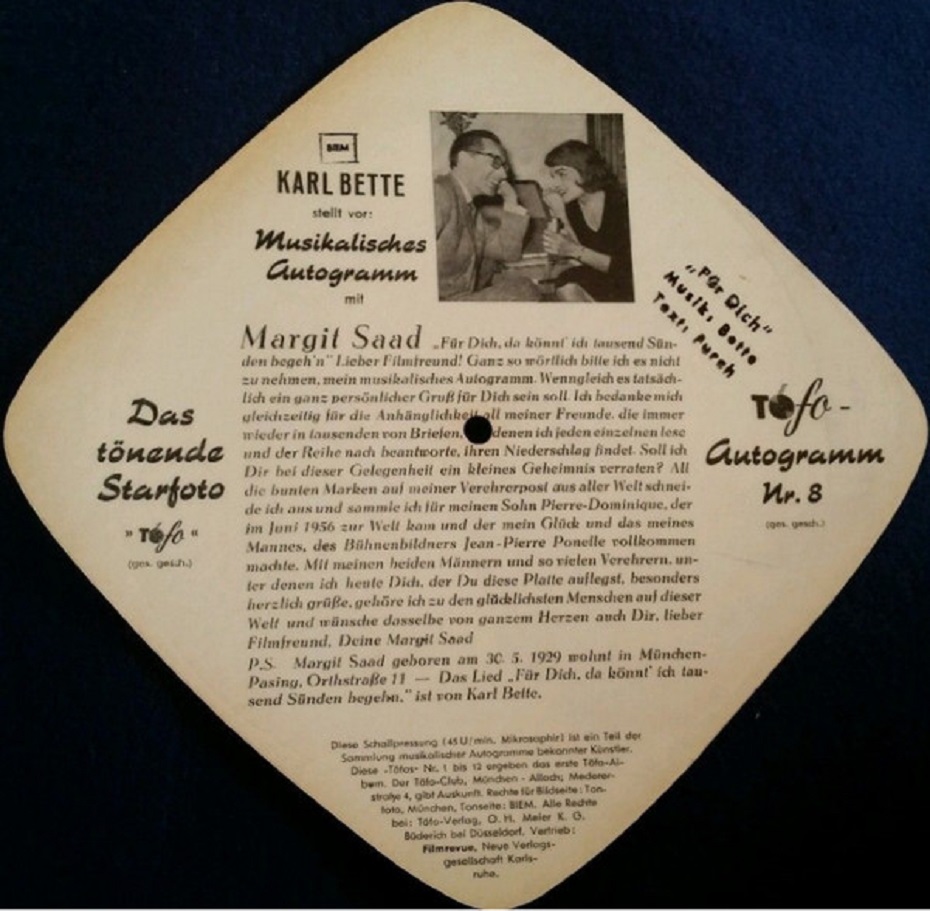 BIEM
KARL BETTE
stellt vor:
Musikalisches
Autogramm
mit
"Für Dich"
Musik: Bette
Text: Puregh
Margit Saad „Für Dich, da könnt' ich tausend Sün-
den begeh'n" Lieber Filmfreund! Ganz so wörtlich bitte ich es nicht
zu nehmen, mein musikalisches Autogramm. Wenngleich es tatsäch-
lich ein ganz persönlicher Gruß für Dich sein soll. Ich bedanke mich
gleichzeitig für die Anhänglichkeit all meiner Freunde, die immer
wieder in tausenden von Briefen, denen ich jeden einzelnen lese
und der Reihe nach beantworte, ihren Niederschlag findet. Soll ich
Dir bei dieser Gelegenheit ein kleines Geheimnis verraten? All
die bunten Marken auf meiner Verehrerpost aus aller Welt schnei-
de ich aus und sammle ich für meinen Sohn Pierre-Dominique, der
im Juni 1956 zur Welt kam und der mein Glück und das meines
Mannes, des Bühnenbildners Jean-Pierre Ponelle vollkommen
machte. Mit meinen beiden Männern und so vielen Verehrern, un-
ter denen ich heute Dich, der Du diese Platte auflegst, besonders
herzlich grüße, gehöre ich zu den glücklichsten Menschen auf dieser
Welt und wünsche dasselbe von ganzem Herzen auch Dir, lieber
Filmfreund. Deine Margit Saad
P.S. Margit Saad geboren am 30. 5. 1929 wohnt in München-
Pasing, Orthstraße 11 — Das Lied „Für Dich, da könnt' ich tau-
send Sünden begehn," ist von Karl Bette.
Das
tönende
Starfoto
» Töfo «
(ges. gesch.)
Töfo -
Autogramm
Nr. 8
(ges. gesch.)
Diese Schallpressung (45 U/min. Mikrosaphir) ist ein Teil der
Sammlung musikalischer Autogramme bekannter Künstler.
Diese -Töfos- Nr. 1 bis 12 ergeben das erste Töfo-Al-
bum. Der Töfo-Club, München - Allach, Mederer-
straße 4, gibt Auskunft. Rechte für Bildseite: Ton-
foto, München, Tonseite: BIEM. Alle Rechte
bei: Töfo-Verlag, O. H. Meier K. G.
Büderich bei Düsseldorf. Vertrieb:
Filmrevue, Neue Verlags-
gesellschaft Karls-
ruhe.